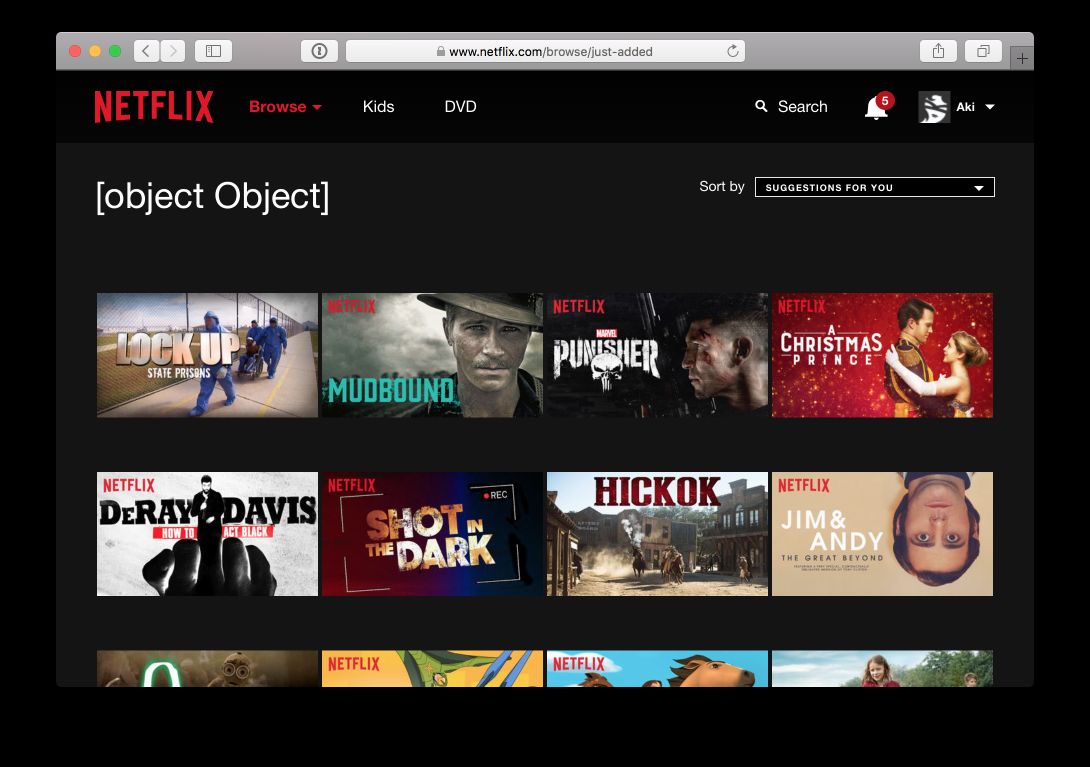 www.netflix.com/browse/just-added
NETFLIX
Browse
Kids
DVD
Search
5
Aki
[object Object]
Sort by
SUGGESTIONS FOR YOU
LOCK UP
STATE PRISONS
NETFLIX
MUDBOUND
NETFLIX
MARVEL
PUNISHER
NETFLIX
A
CHRISTMAS
PRINCE
NETFLIX
DERAY DAVIS
HOW TO ACT BLACK
NETFLIX
REC
SHOT IN
THE DARK
HICKOK
NETFLIX
JIM &
ANDY
THE GREAT BEYOND
NETFLIX
NETFLIX